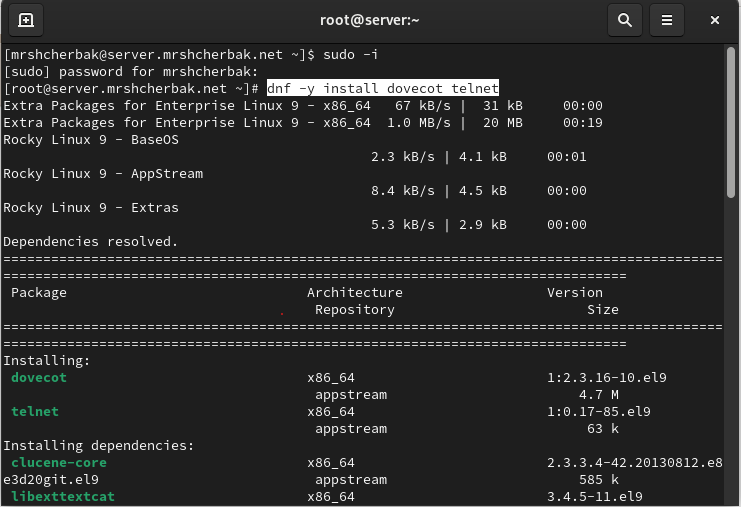 root@server:~
[mrshcherbak@server.mrshcherbak.net ~]$ sudo -i
[sudo] password for mrshcherbak:
[root@server.mrshcherbak.net ~]# dnf -y install dovecot telnet
Extra Packages for Enterprise Linux 9 - x86_64   67 kB/s |  31 kB     00:00
Extra Packages for Enterprise Linux 9 - x86_64  1.0 MB/s |  20 MB     00:19
Rocky Linux 9 - BaseOS
                                              2.3 kB/s | 4.1 kB     00:01
Rocky Linux 9 - AppStream
                                              8.4 kB/s | 4.5 kB     00:00
Rocky Linux 9 - Extras
                                              5.3 kB/s | 2.9 kB     00:00
Dependencies resolved.
==========================================================================================
==============================================================================
 Package                              Architecture                  Version
                                       Repository                        Size
==========================================================================================
==============================================================================
Installing:
 dovecot                              x86_64                        1:2.3.16-10.el9
                                       appstream                        4.7 M
 telnet                               x86_64                        1:0.17-85.el9
                                       appstream                         63 k
Installing dependencies:
 clucene-core                         x86_64                        2.3.3.4-42.20130812.e8
e3d20git.el9                           appstream                        585 k
 libexttextcat                        x86_64                        3.4.5-11.el9